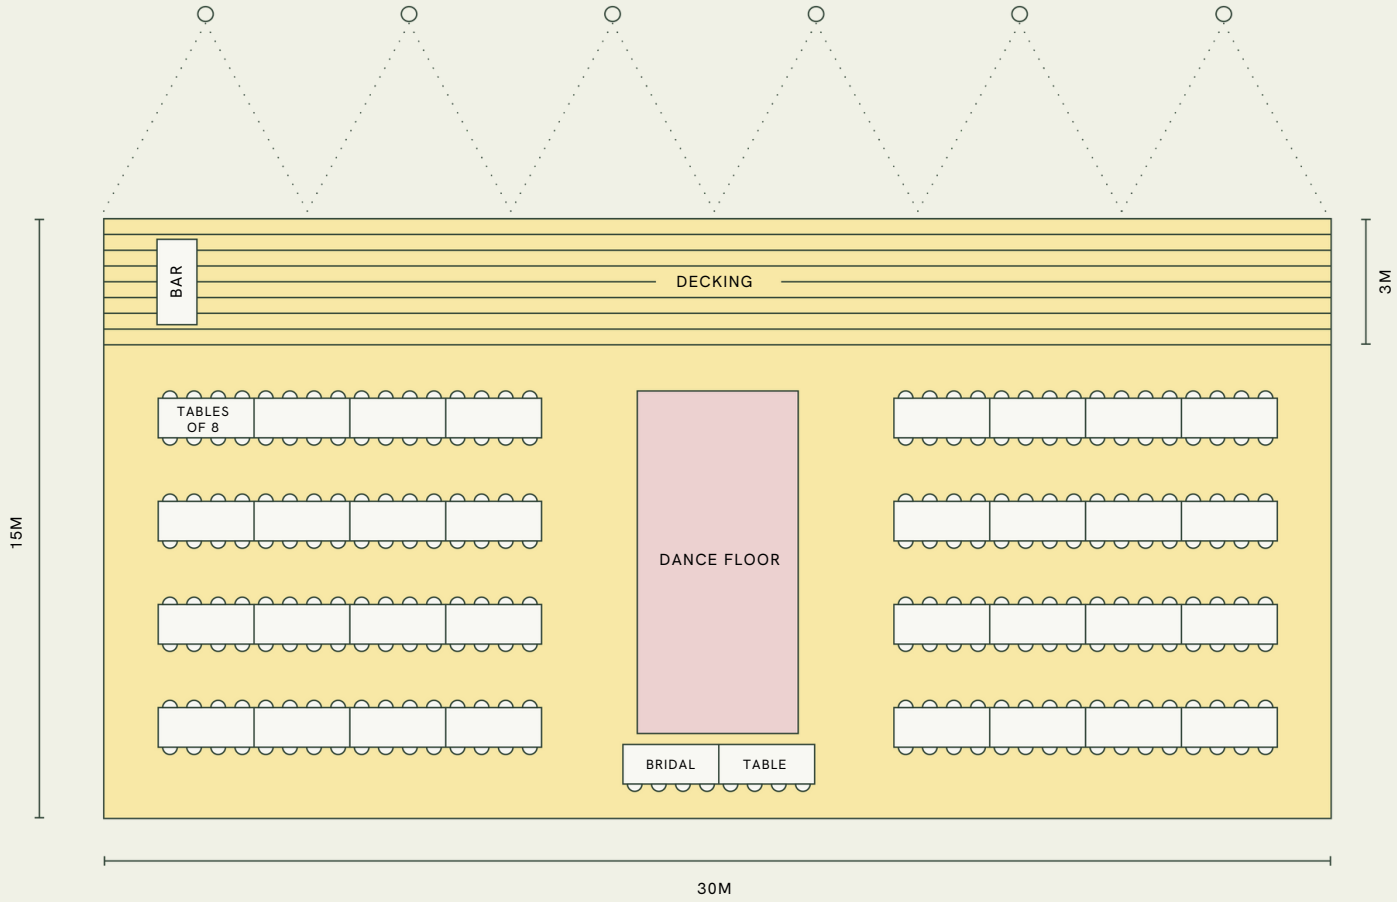 BAR
DECKING
3M
TABLES
OF 8
15M
DANCE FLOOR
BRIDAL TABLE
30M